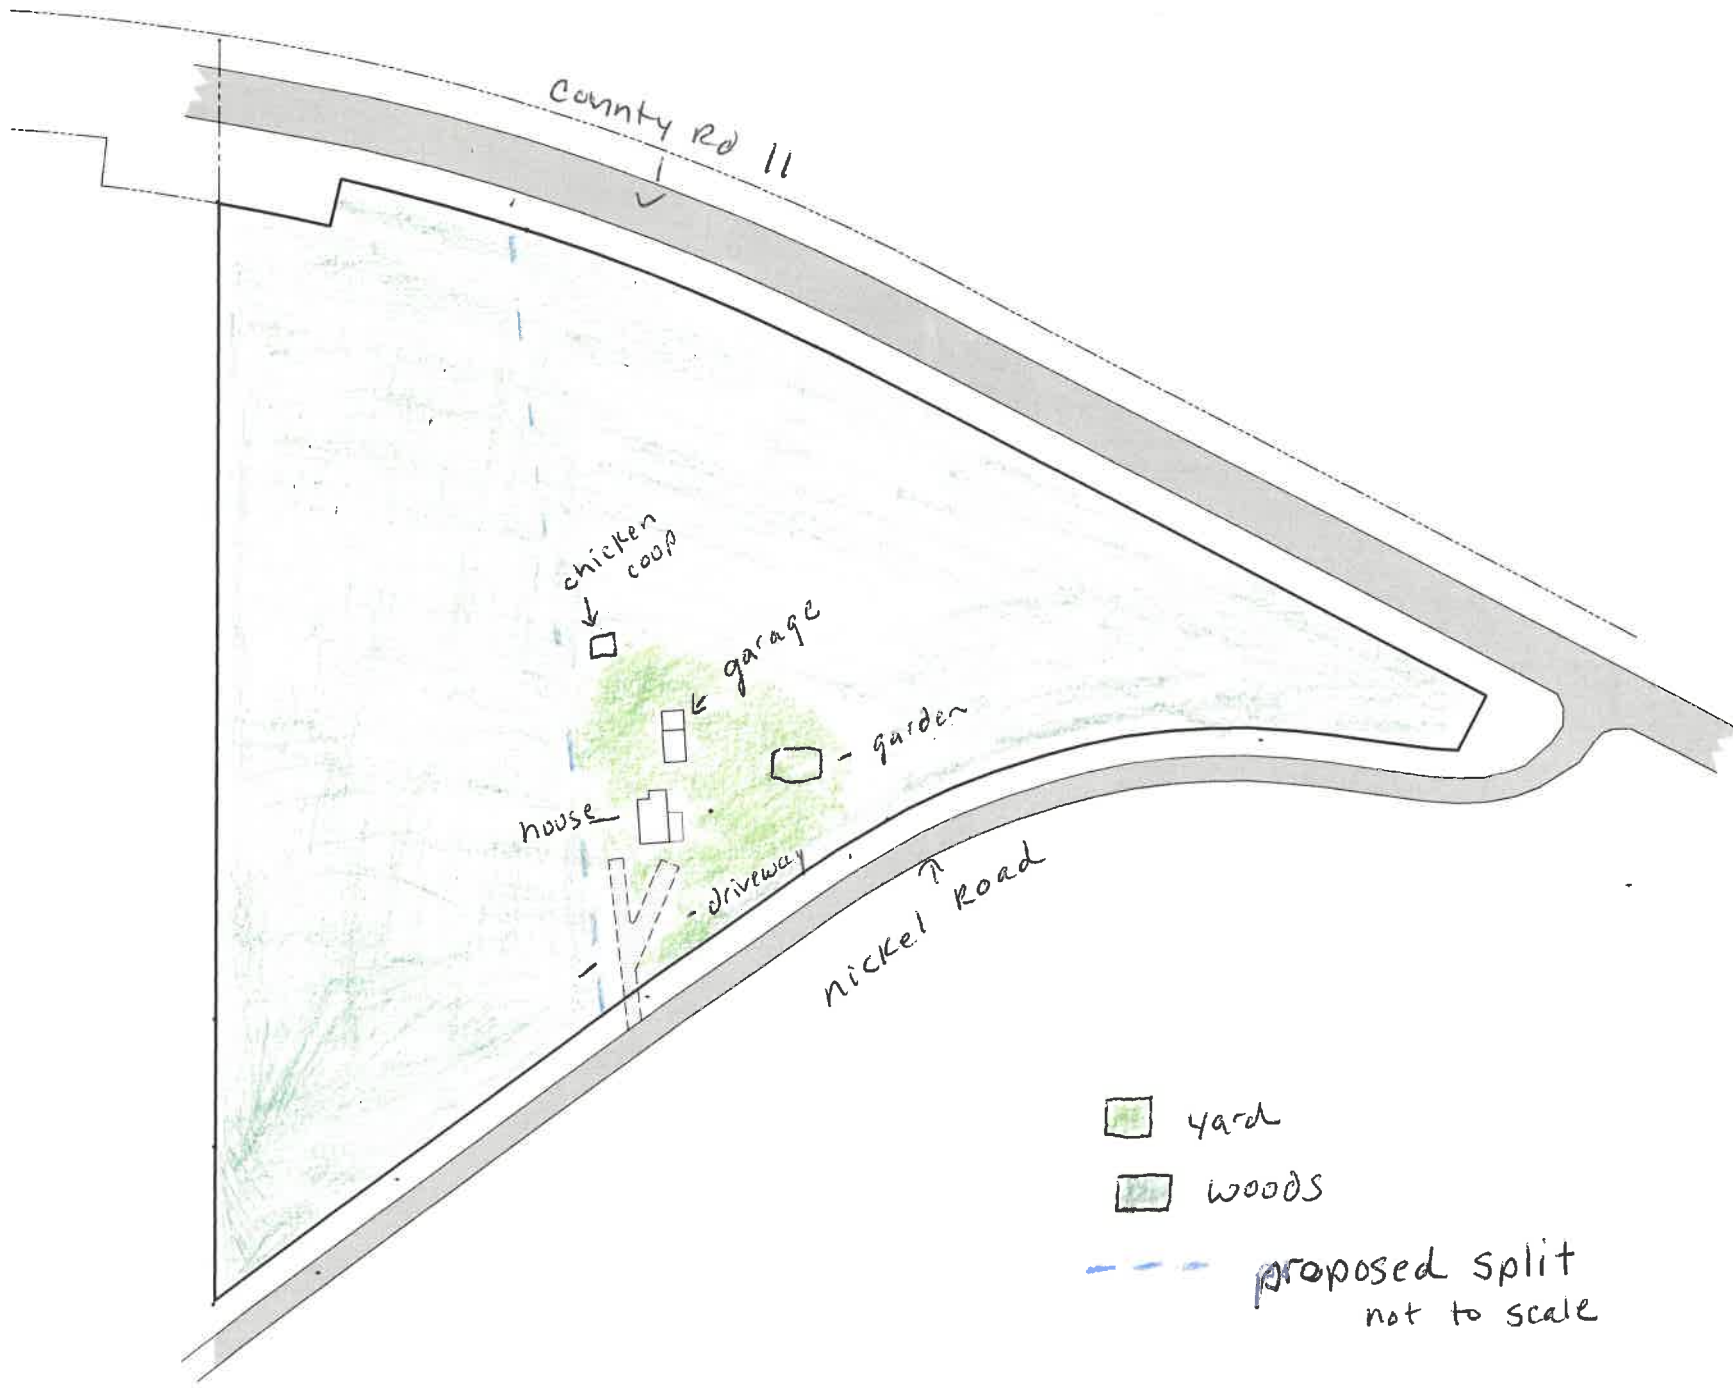 County Rd 11
chicken
coop
garage
garden
house
driveway
Nickel Road
yard
woods
proposed split
not to scale